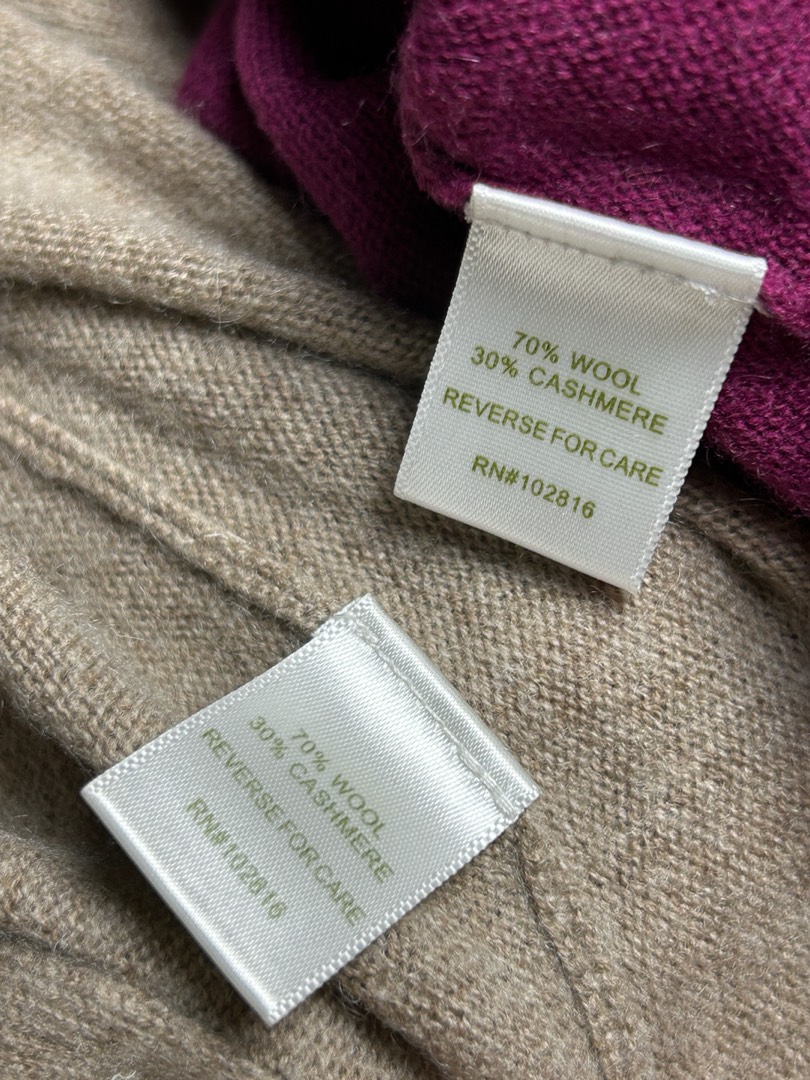 70% WOOL
30% CASHMERE
REVERSE FOR CARE
RN#102816
70% WOOL
30% CASHMERE
REVERSE FOR CARE
RN#102816